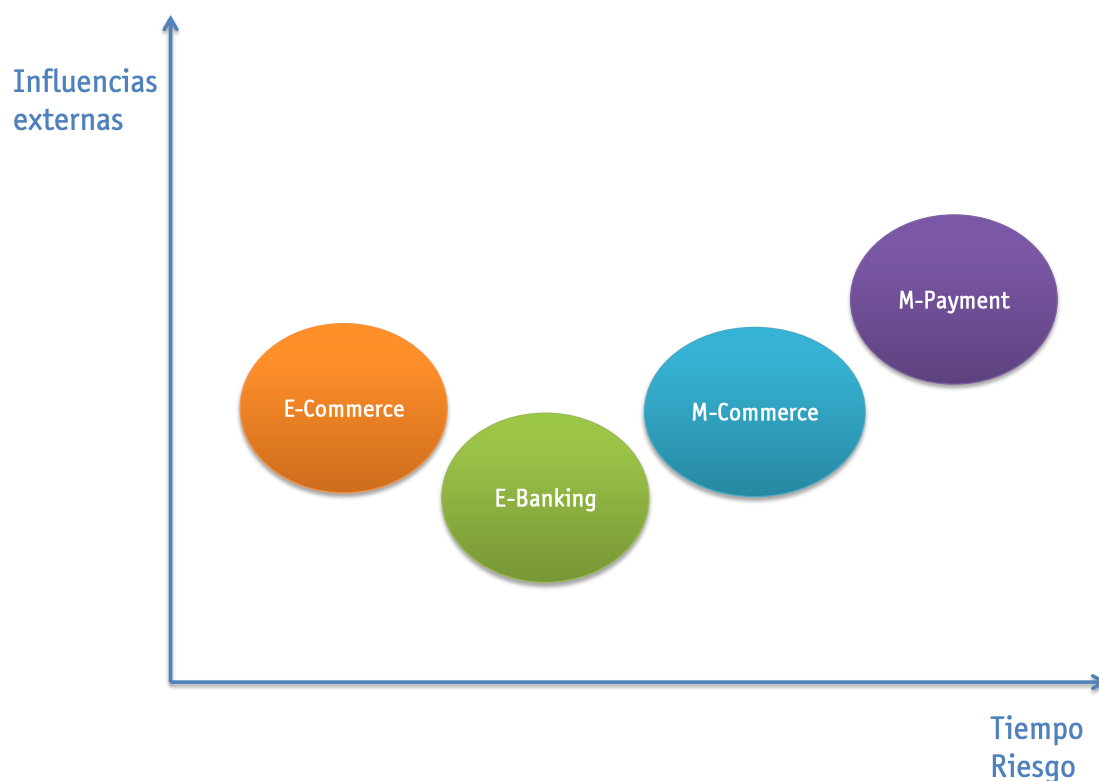 Influencias
externas
M-Payment
E-Commerce
M-Commerce
E-Banking
Tiempo
Riesgo